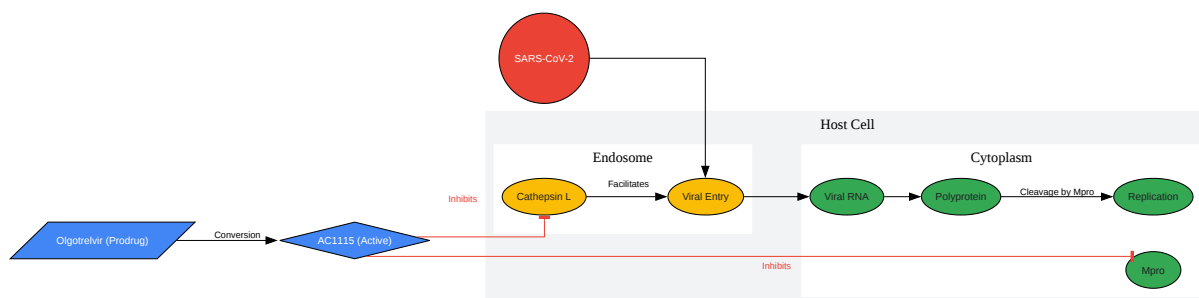 SARS-CoV-2
Host Cell
Endosome
Cytoplasm
Cathepsin L
Facilitates
Viral Entry
Viral RNA
Polyprotein
Cleavage by Mpro
Replication
Inhibits
Olgotrelvir (Prodrug)
Conversion
AC1115 (Active)
Inhibits
Mpro